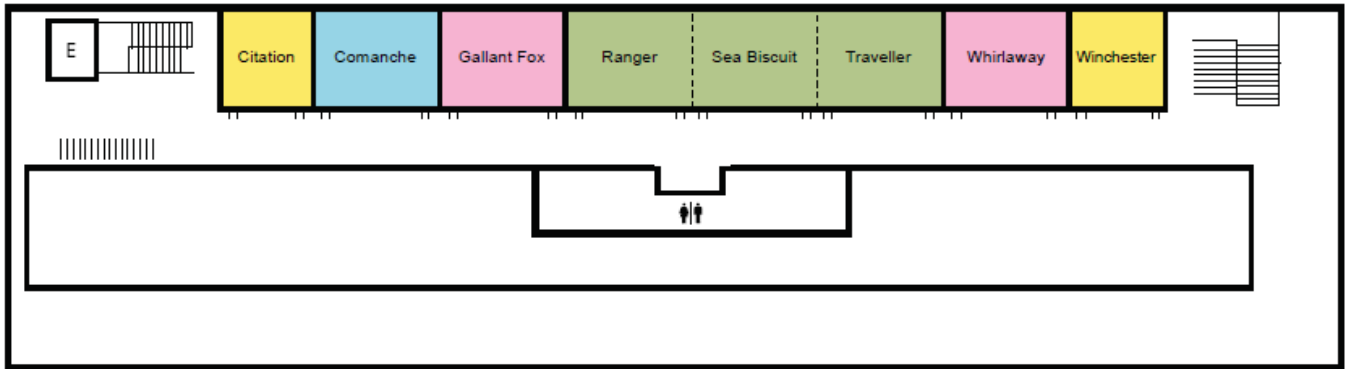 E
Citation
Comanche
Gallant Fox
Ranger
Sea Biscuit
Traveller
Whirlaway
Winchester